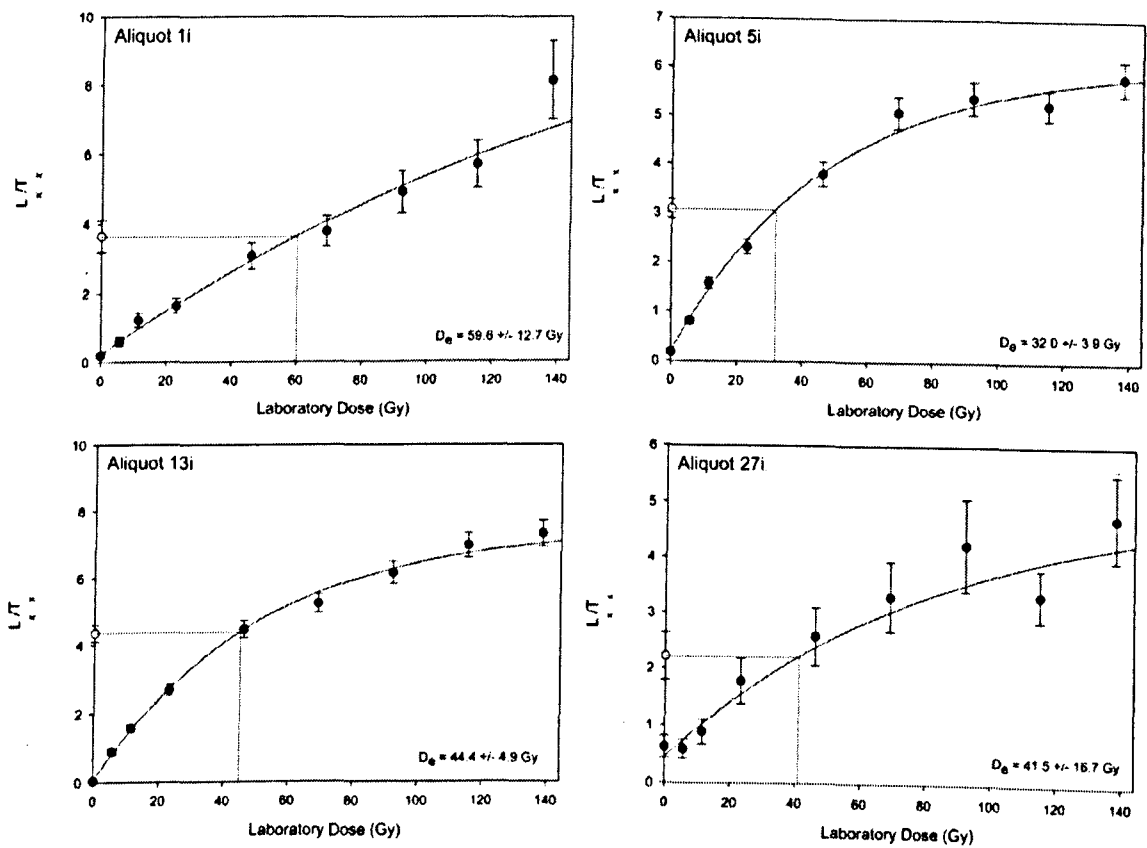 Aliquot 1i
10
8
6
4
2
0
L /T
x x
0 20 40 60 80 100 120 140
Laboratory Dose (Gy)
De = 59.6 +/- 12.7 Gy
Aliquot 5i
7
6
5
4
3
2
1
0
L /T
x x
0 20 40 60 80 100 120 140
Laboratory Dose (Gy)
De = 32.0 +/- 3.9 Gy
Aliquot 13i
10
8
6
4
2
0
L /T
x x
0 20 40 60 80 100 120 140
Laboratory Dose (Gy)
De = 44.4 +/- 4.9 Gy
Aliquot 27i
6
5
4
3
2
1
0
L /T
x x
0 20 40 60 80 100 120 140
Laboratory Dose (Gy)
De = 41.5 +/- 16.7 Gy